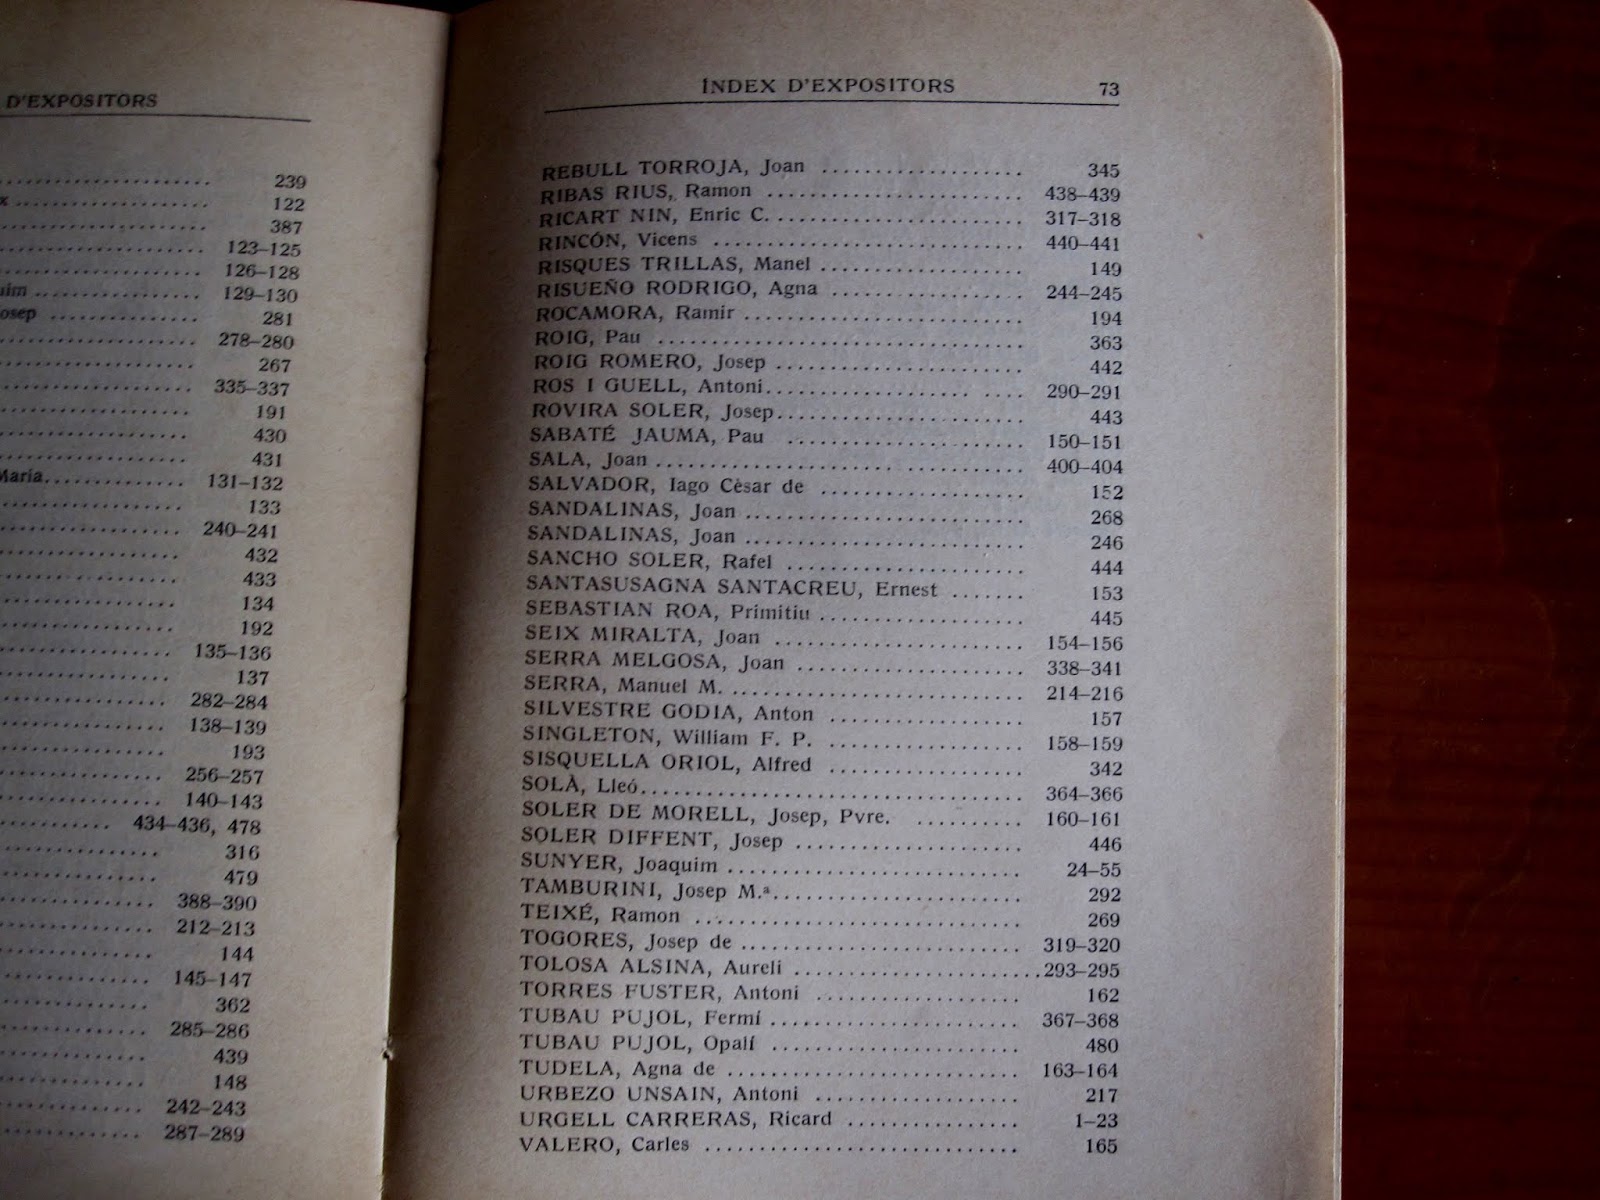 D'EXPOSITORS
239
122
387
123–125
126–128
129–130
281
278–280
267
335–337
191
430
431
131–132
133
240–241
432
433
134
192
135–136
137
282–284
138–139
193
256–257
140–143
434–436, 478
316
479
388–390
212–213
144
145–147
362
285–286
439
148
242–243
287–289
ÍNDEX D'EXPOSITORS 73
REBULL TORROJA, Joan .................... 345
RIBAS RIUS, Ramon ........................ 438–439
RICART NIN, Enric C. ....................... 317–318
RINCÓN, Vicens ............................. 440–441
RISQUES TRILLAS, Manel .................... 149
RISUEÑO RODRIGO, Agna ................... 244–245
ROCAMORA, Ramir .......................... 194
ROIG, Pau .................................. 363
ROIG ROMERO, Josep ....................... 442
ROS I GUELL, Antoni..................... .... 290–291
ROVIRA SOLER, Josep....................... 443
SABATÉ JAUMA, Pau ....................... 150–151
SALA, Joan .................................. 400–404
SALVADOR, Iago Cèsar de .................... 152
SANDALINAS, Joan .......................... 268
SANDALINAS, Joan .......................... 246
SANCHO SOLER, Rafel ...................... 444
SANTASUSAGNA SANTACREU, Ernest ....... 153
SEBASTIAN ROA, Primitiu .................... 445
SEIX MIRALTA, Joan ........................ 154–156
SERRA MELGOSA, Joan ...................... 338–341
SERRA, Manuel M. ........................... 214–216
SILVESTRE GODIA, Anton ................... 157
SINGLETON, William F. P. ................... 158–159
SISQUELLA ORIOL, Alfred ................... 342
SOLÀ, Lleó................................... 364–366
SOLER DE MORELL, Josep, Pvre. .......... 160–161
SOLER DIFFENT, Josep ...................... 446
SUNYER, Joaquim ............................ 24–55
TAMBURINI, Josep M.ª....................... 292
TEIXÉ, Ramon .............................. 269
TOGORES, Josep de .......................... 319–320
TOLOSA ALSINA, Aureli .......................293–295
TORRES FUSTER, Antoni .................... 162
TUBAU PUJOL, Fermí ....................... 367–368
TUBAU PUJOL, Opalí ....................... 480
TUDELA, Agna de ........................... 163–164
URBEZO UNSAIN, Antoni ................... 217
URGELL CARRERAS, Ricard ................ 1–23
VALERO, Carles ............................. 165